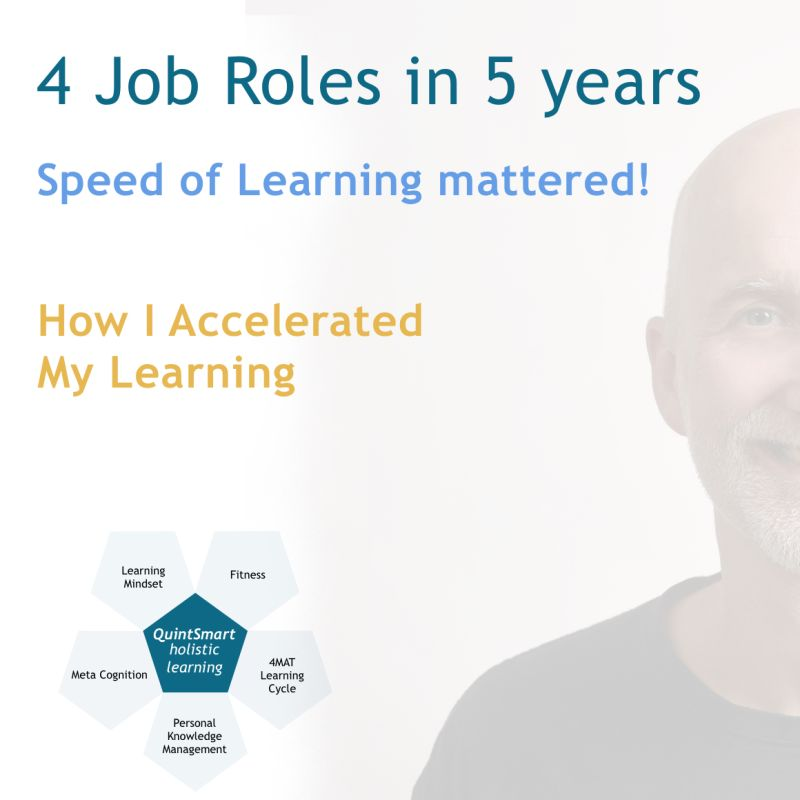 4 Job Roles in 5 years
Speed of Learning mattered!
How I Accelerated
My Learning
Learning
Mindset
Fitness
QuintSmart
holistic
learning
Meta Cognition
4MAT
Learning
Cycle
Personal
Knowledge
Management